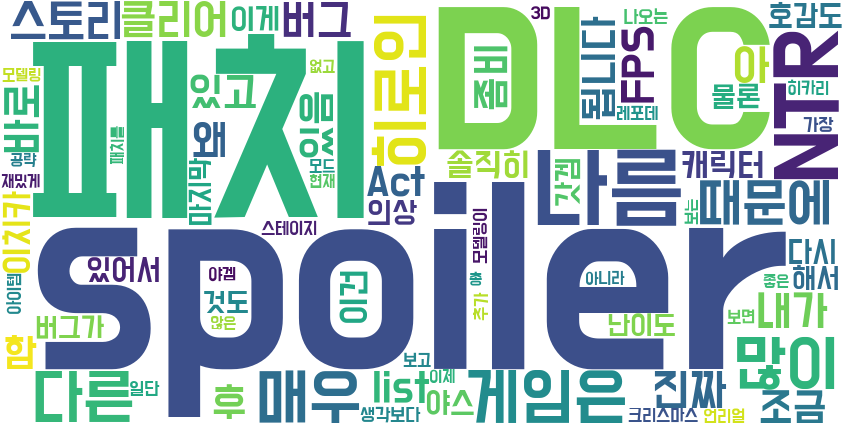 스토리
클리어
이게
버그
패치
DLC
spoiler
히로인
3D
나오는
호감도
NTR
FPS
좀비
됩니다
아
물론
히카리
레포데
가장
모델링
바로
공략
재밌게
패치를
있고
왜
없고
있음
모드
현재
마지막
솔직히
갓겜
나름
캐릭터
Act
의상
때문에
보는
이치카
있어서
스테이지
모델링이
다시
해서
아이템
야겜
것도
않은
이건
총
추가
아니라
좋은
화
버그가
난이도
보면
내가
많이
다른
일단
후
매우
list
보고
이제
생각보다
야스
게임은
진짜
크리스마스
언리얼
조금